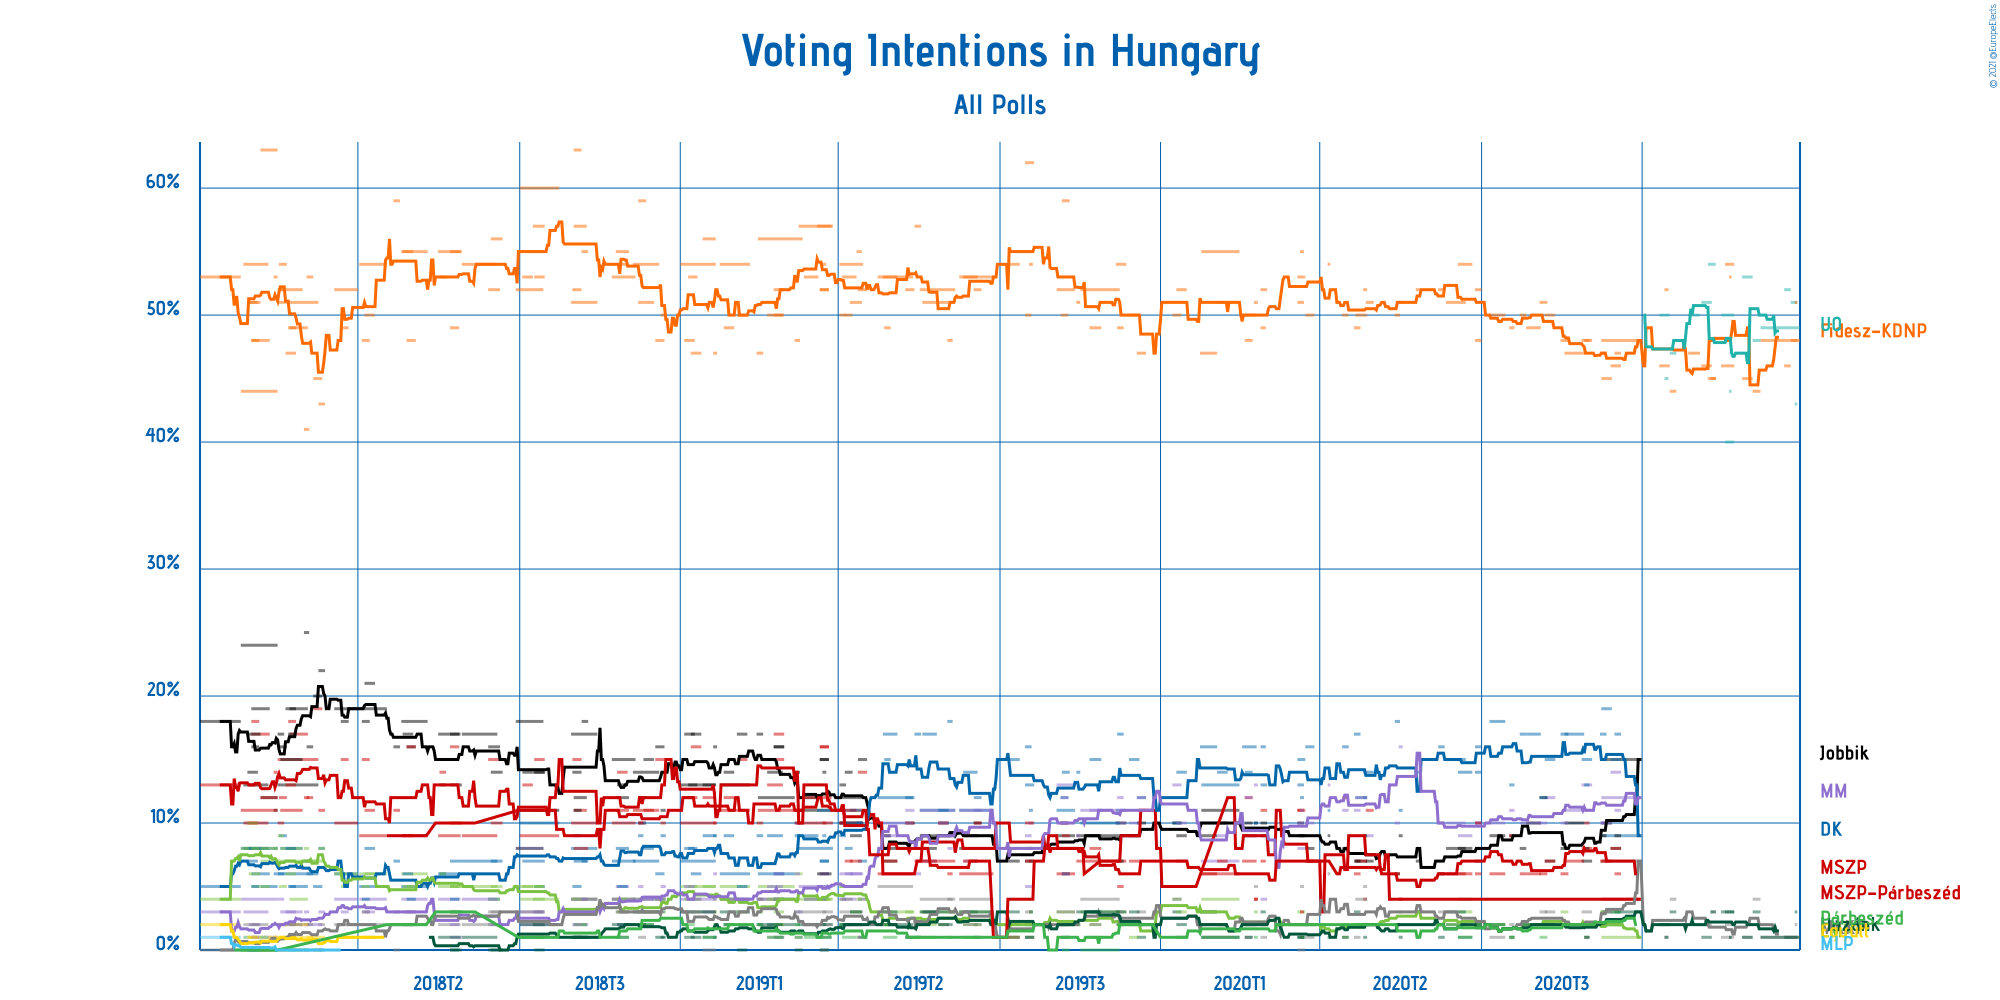 © 2021 @EuropeElects
Voting Intentions in Hungary
All Polls
60%
50%
40%
30%
20%
10%
0%
UO
Fidesz-KDNP
Jobbik
MM
DK
MSZP
MSZP-Párbeszéd
Párbeszéd
MLP
2018T2
2018T3
2019T1
2019T2
2019T3
2020T1
2020T2
2020T3